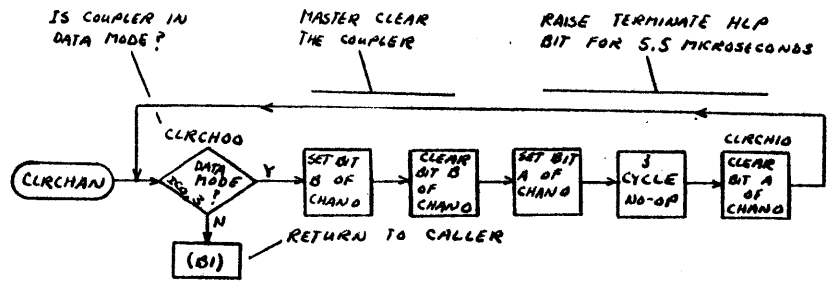 IS COUPLER IN
DATA MODE?
MASTER CLEAR
THE COUPLER
RAISE TERMINATE HLP
BIT FOR 5.5 MICROSECONDS
CLRCHAN
CLRCH00
DATA
MODE
?
Y
N
SET BIT
B OF
CHANO
CLEAR
BIT B
OF
CHANO
SET BIT
A OF
CHANO
3
CYCLE
NO-OP
CLRCH10
CLEAR
BIT A
OF
CHANO
(B1)
RETURN TO CALLER